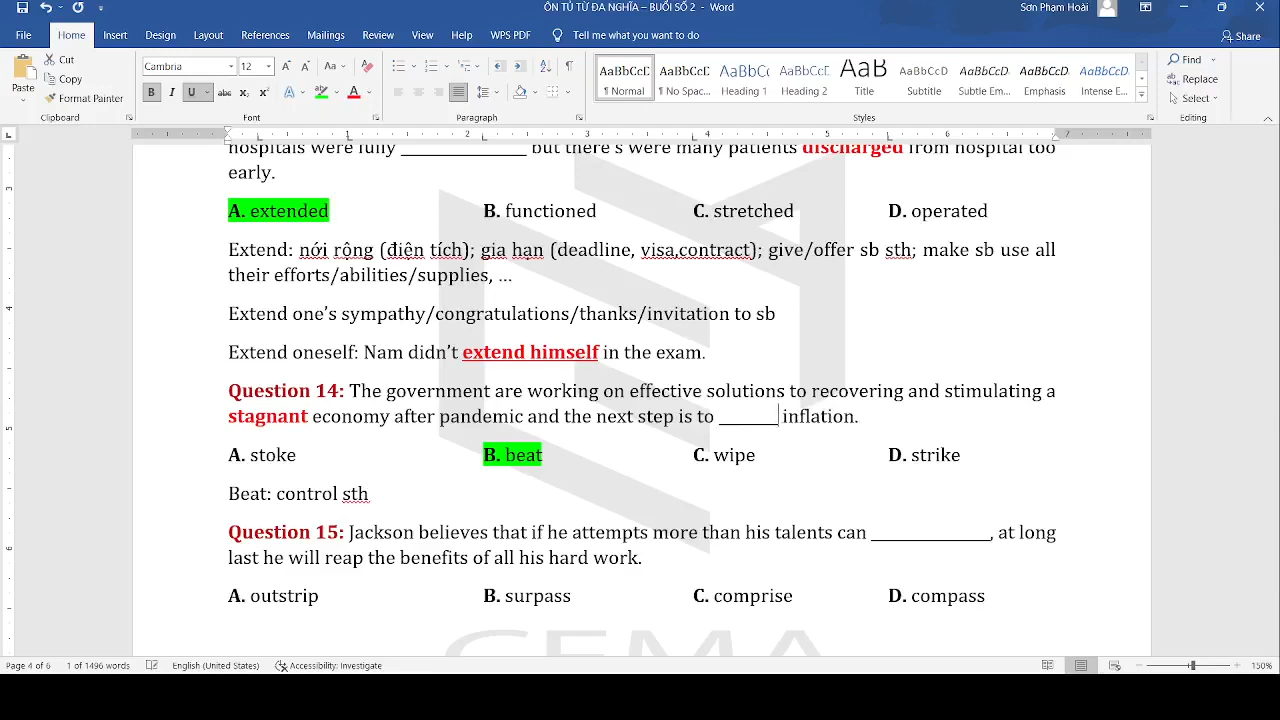 ÔN TỦ TỪ ĐA NGHĨA – BUỔI SỐ 2 - Word
Sơn Phạm Hoài
File Home Insert Design Layout References Mailings Review View Help WPS PDF Tell me what you want to do Share
Paste Cut Copy Format Painter
Cambria 12
Clipboard Font Paragraph Styles Editing
AaBbCcD ¶ Normal
AaBbCcD ¶ No Spac...
AaBbCc Heading 1
AaBbCcD Heading 2
AaB Title
AaBbCcD Subtitle
AaBbCcD Subtle Em...
AaBbCcD Emphasis
AaBbCcD Intense E...
Find
Replace
Select
hospitals were fully ______________ but there's were many patients discharged from hospital too
early.
A. extended B. functioned C. stretched D. operated
Extend: nới rộng (điện tích); gia hạn (deadline, visa,contract); give/offer sb sth; make sb use all
their efforts/abilities/supplies, ...
Extend one's sympathy/congratulations/thanks/invitation to sb
Extend oneself: Nam didn't extend himself in the exam.
Question 14: The government are working on effective solutions to recovering and stimulating a
stagnant economy after pandemic and the next step is to _______ inflation.
A. stoke B. beat C. wipe D. strike
Beat: control sth
Question 15: Jackson believes that if he attempts more than his talents can ______________, at long
last he will reap the benefits of all his hard work.
A. outstrip B. surpass C. comprise D. compass
Page 4 of 6 1 of 1496 words English (United States) Accessibility: Investigate 150%